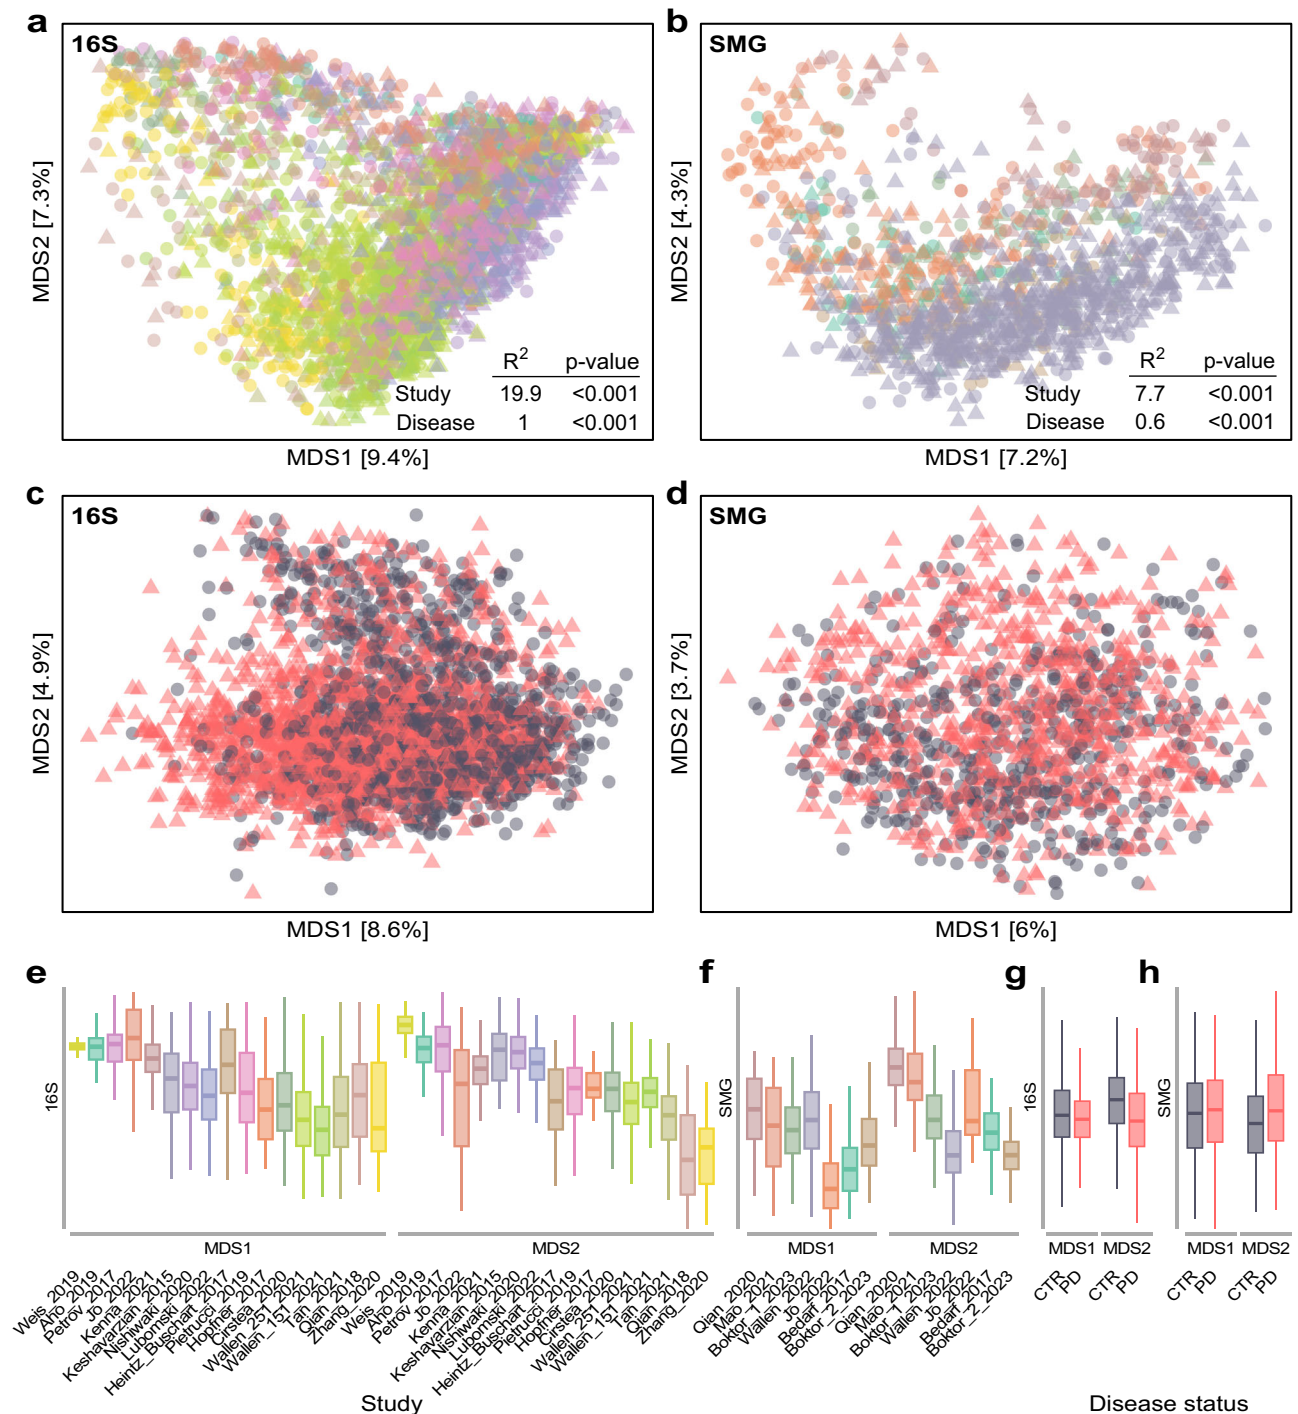 a
16S
MDS2 [7.3%]
R2 p-value
Study 19.9 <0.001
Disease 1 <0.001
MDS1 [9.4%]
b
SMG
MDS2 [4.3%]
R2 p-value
Study 7.7 <0.001
Disease 0.6 <0.001
MDS1 [7.2%]
c
16S
MDS2 [4.9%]
MDS1 [8.6%]
d
SMG
MDS2 [3.7%]
MDS1 [6%]
e
16S
MDS1
MDS2
Weis_2019
Aho_2019
Petrov_2017
Jo_2022
Kenna_2021
Keshavarzian_2015
Nishiwaki_2020
Lubomski_2022
Heintz_Buschart_2017
Pietrucci_2019
Hopfner_2017
Cirstea_2020
Wallen_251_2021
Wallen_151_2021
Tan_2021
Qian_2018
Zhang_2020
Weis_2019
Aho_2019
Petrov_2017
Jo_2022
Kenna_2021
Keshavarzian_2015
Nishiwaki_2020
Lubomski_2022
Heintz_Buschart_2017
Pietrucci_2019
Hopfner_2017
Cirstea_2020
Wallen_251_2021
Wallen_151_2021
Tan_2021
Qian_2018
Zhang_2020
f
SMG
MDS1
MDS2
Qian_2020
Mao_2021
Boktor_1_2023
Wallen_2022
Jo_2022
Bedarf_2017
Boktor_2_2023
Qian_2020
Mao_2021
Boktor_1_2023
Wallen_2022
Jo_2022
Bedarf_2017
Boktor_2_2023
Study
g
16S
MDS1
MDS2
CTR
PD
CTR
PD
h
SMG
MDS1
MDS2
CTR
PD
CTR
PD
Disease status